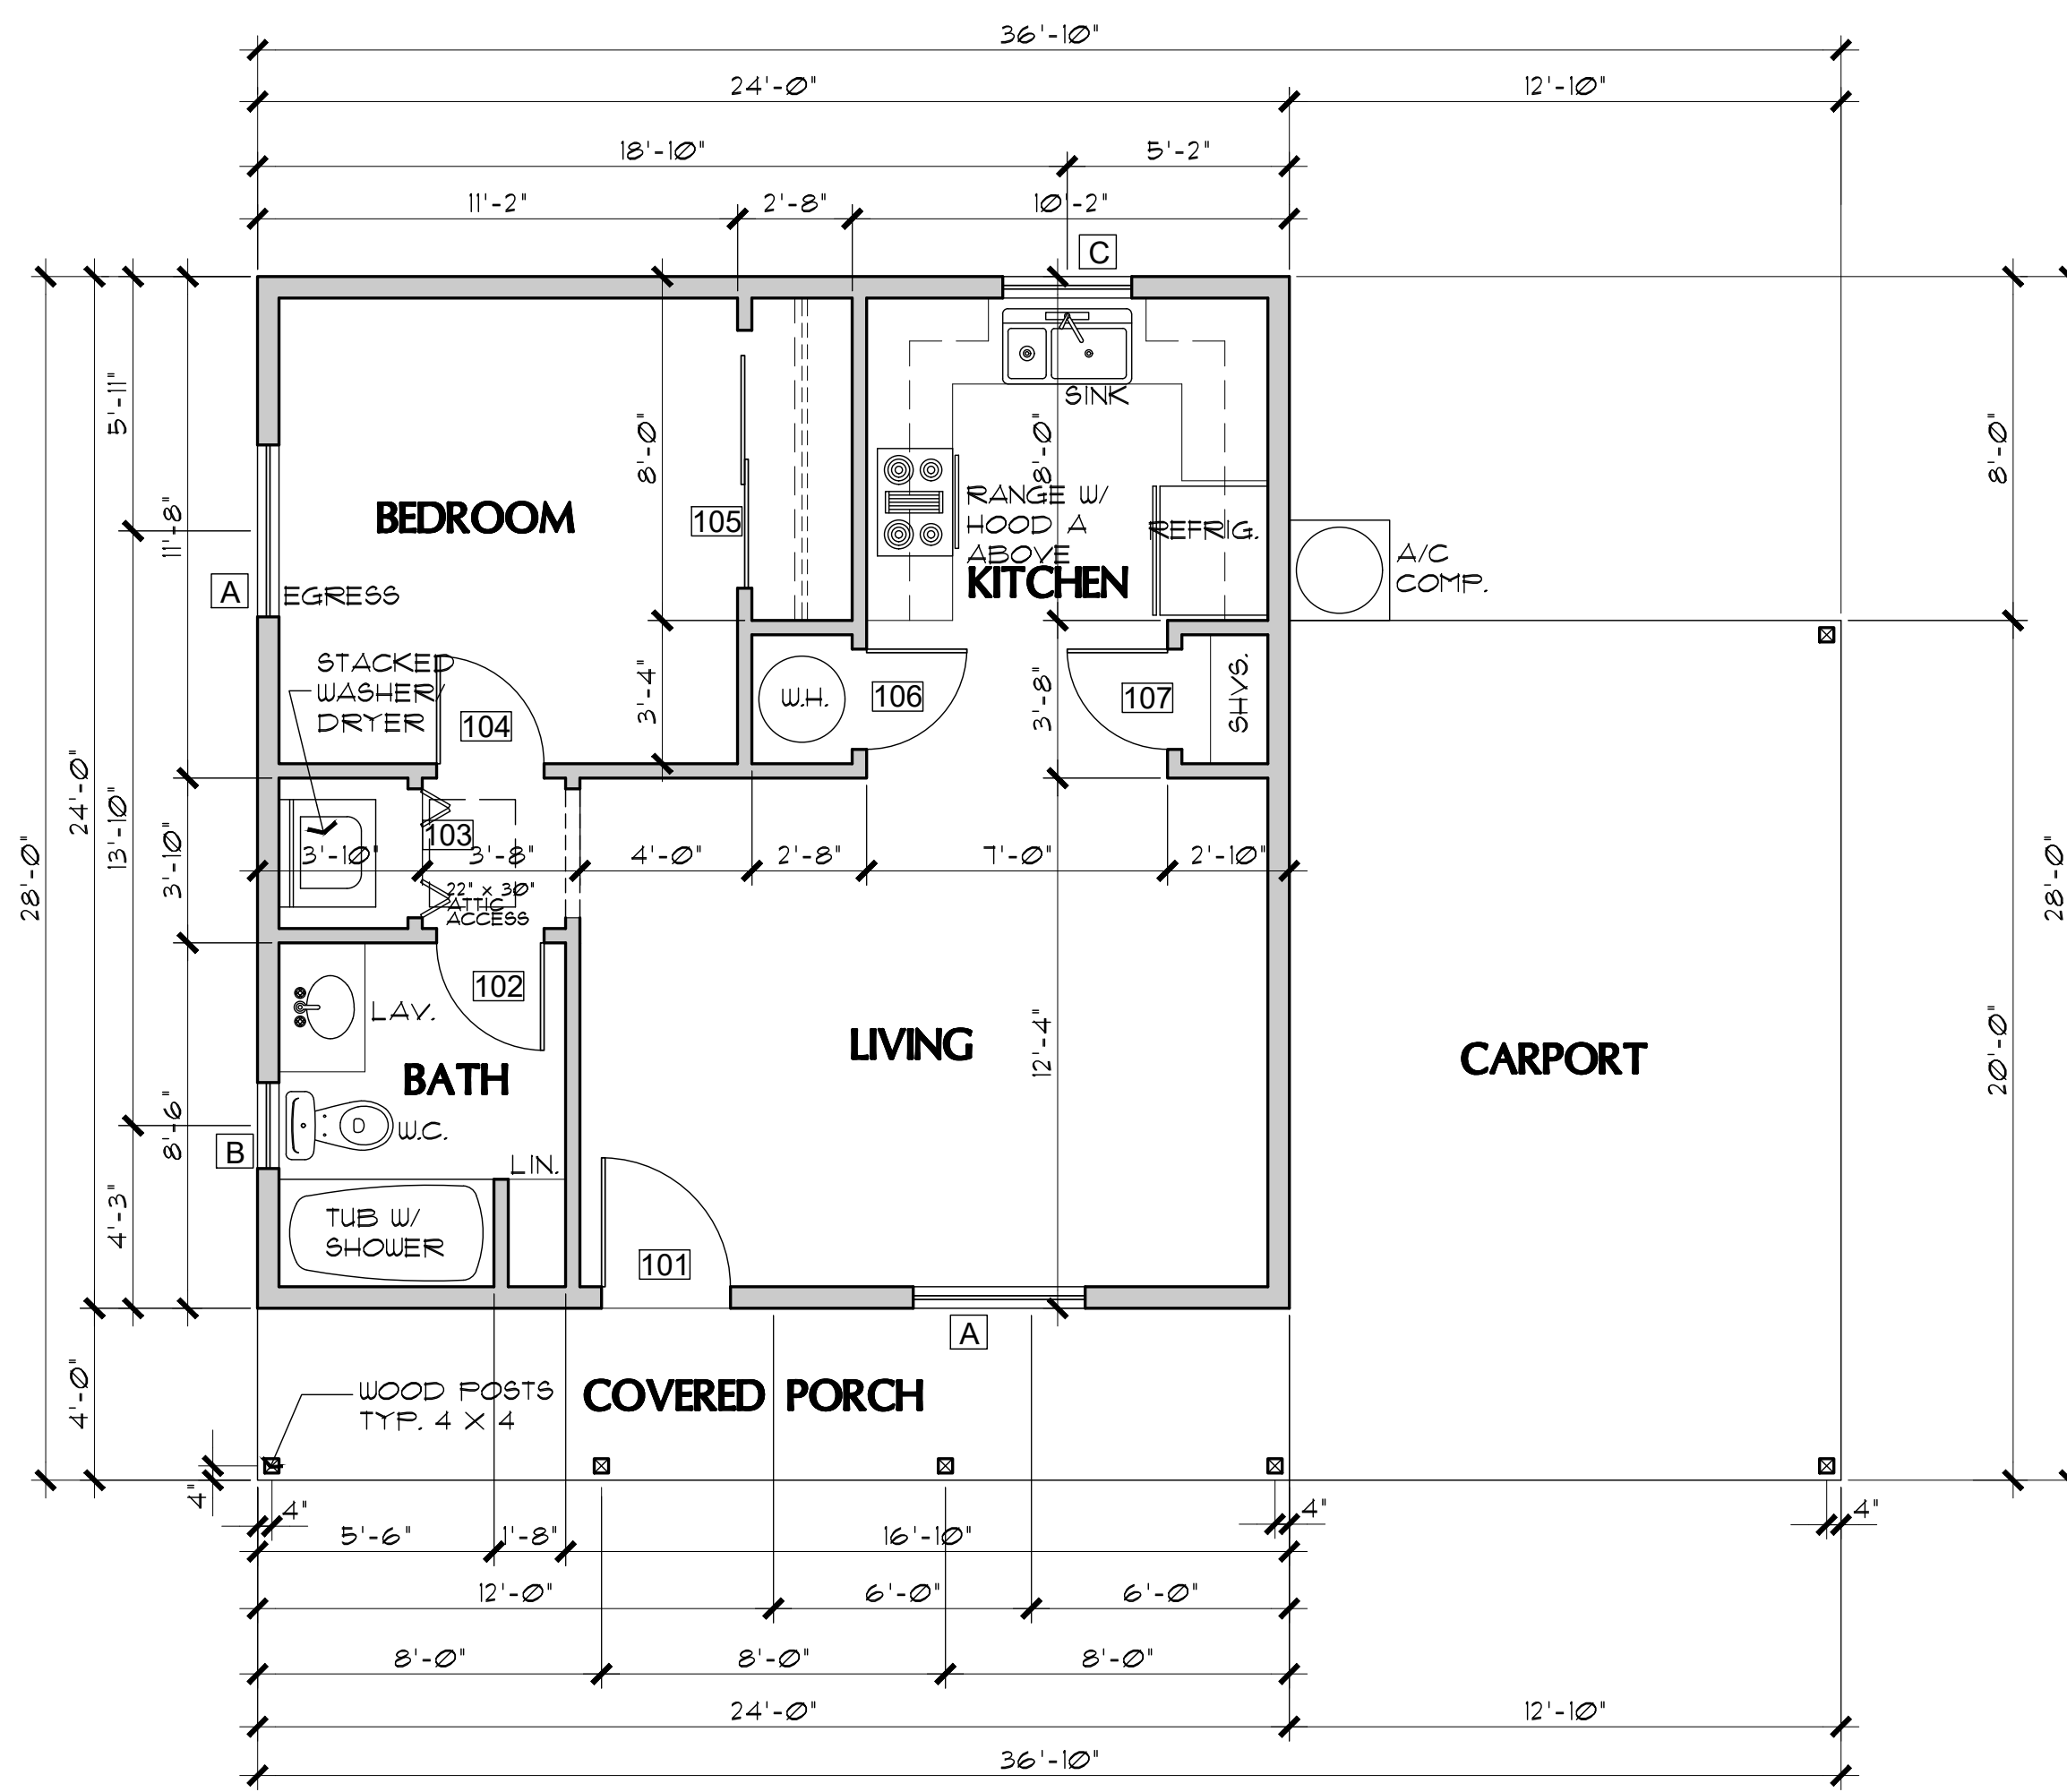 36'-10"
24'-0" 12'-10"
18'-10" 5'-2"
11'-2" 2'-8" 10'-2"
C
5'-11"
8'-0"
8'-0"
8'-0"
SINK
11'-8"
BEDROOM
105
RANGE W/
HOOD A
ABOVE
REFRIG.
KITCHEN
A/C
COMP.
A
EGRESS
STACKED
WASHER/
DRYER
104
3'-4"
W.H.
106
3'-8"
107
SHVS.
28'-0"
24'-0"
13'-10"
3'-10"
103
3'-10" 3'-8" 4'-0" 2'-8" 7'-0" 2'-10"
22" x 30"
ATTIC
ACCESS
28'-0"
102
LAV.
LIVING
12'-4"
CARPORT
20'-0"
BATH
8'-6"
W.C.
B
LIN.
4'-3"
TUB W/
SHOWER
101
A
4'-0"
WOOD POSTS
TYP. 4 X 4
COVERED PORCH
4"
4" 4" 4"
5'-6" 1'-8" 16'-10"
12'-0" 6'-0" 6'-0"
8'-0" 8'-0" 8'-0"
24'-0" 12'-10"
36'-10"